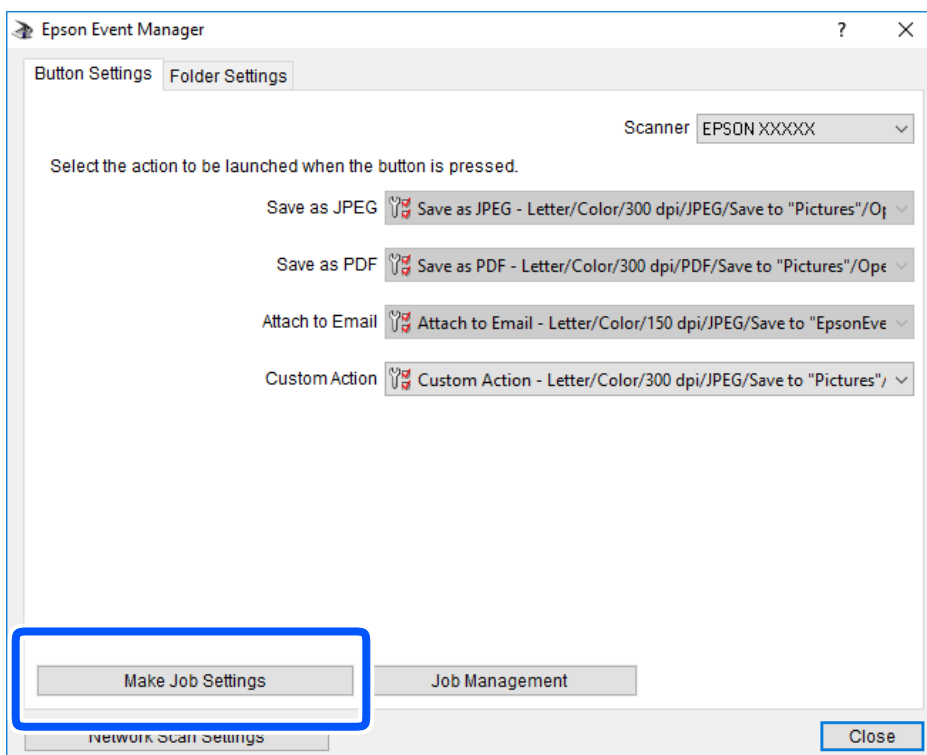 Epson Event Manager ?
Button Settings Folder Settings
Scanner EPSON XXXXX
Select the action to be launched when the button is pressed.
Save as JPEG Save as JPEG - Letter/Color/300 dpi/JPEG/Save to "Pictures"/Op
Save as PDF Save as PDF - Letter/Color/300 dpi/PDF/Save to "Pictures"/Ope
Attach to Email Attach to Email - Letter/Color/150 dpi/JPEG/Save to "EpsonEve
Custom Action Custom Action - Letter/Color/300 dpi/JPEG/Save to "Pictures"/
Make Job Settings Job Management
Network Scan Settings Close